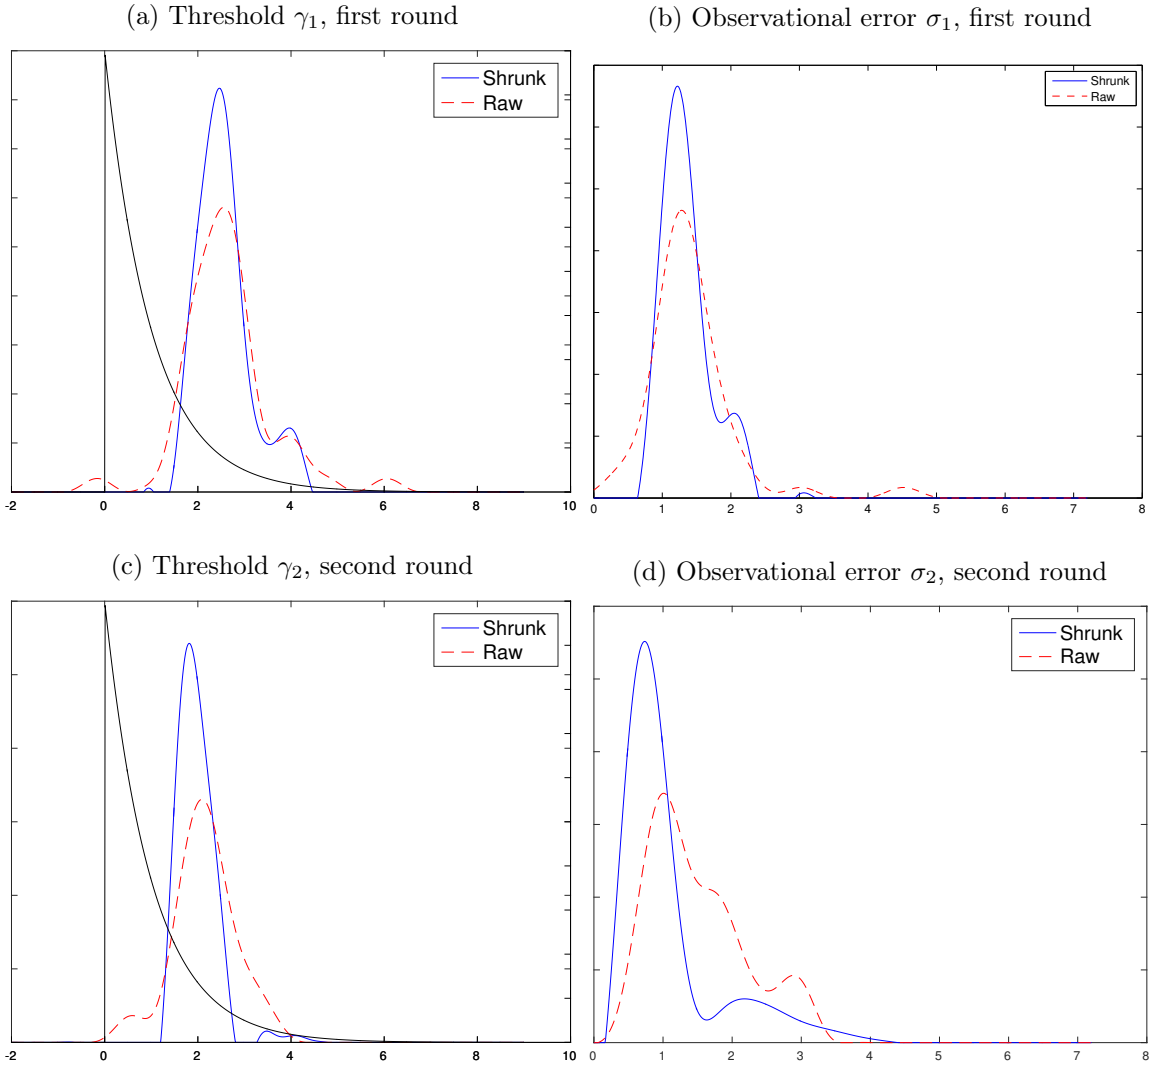 (a) Threshold γ₁, first round
(b) Observational error σ₁, first round
Shrunk
Raw
Shrunk
Raw
-2 0 2 4 6 8 10
0 1 2 3 4 5 6 7 8
(c) Threshold γ₂, second round
(d) Observational error σ₂, second round
Shrunk
Raw
Shrunk
Raw
-2 0 2 4 6 8 10
0 1 2 3 4 5 6 7 8